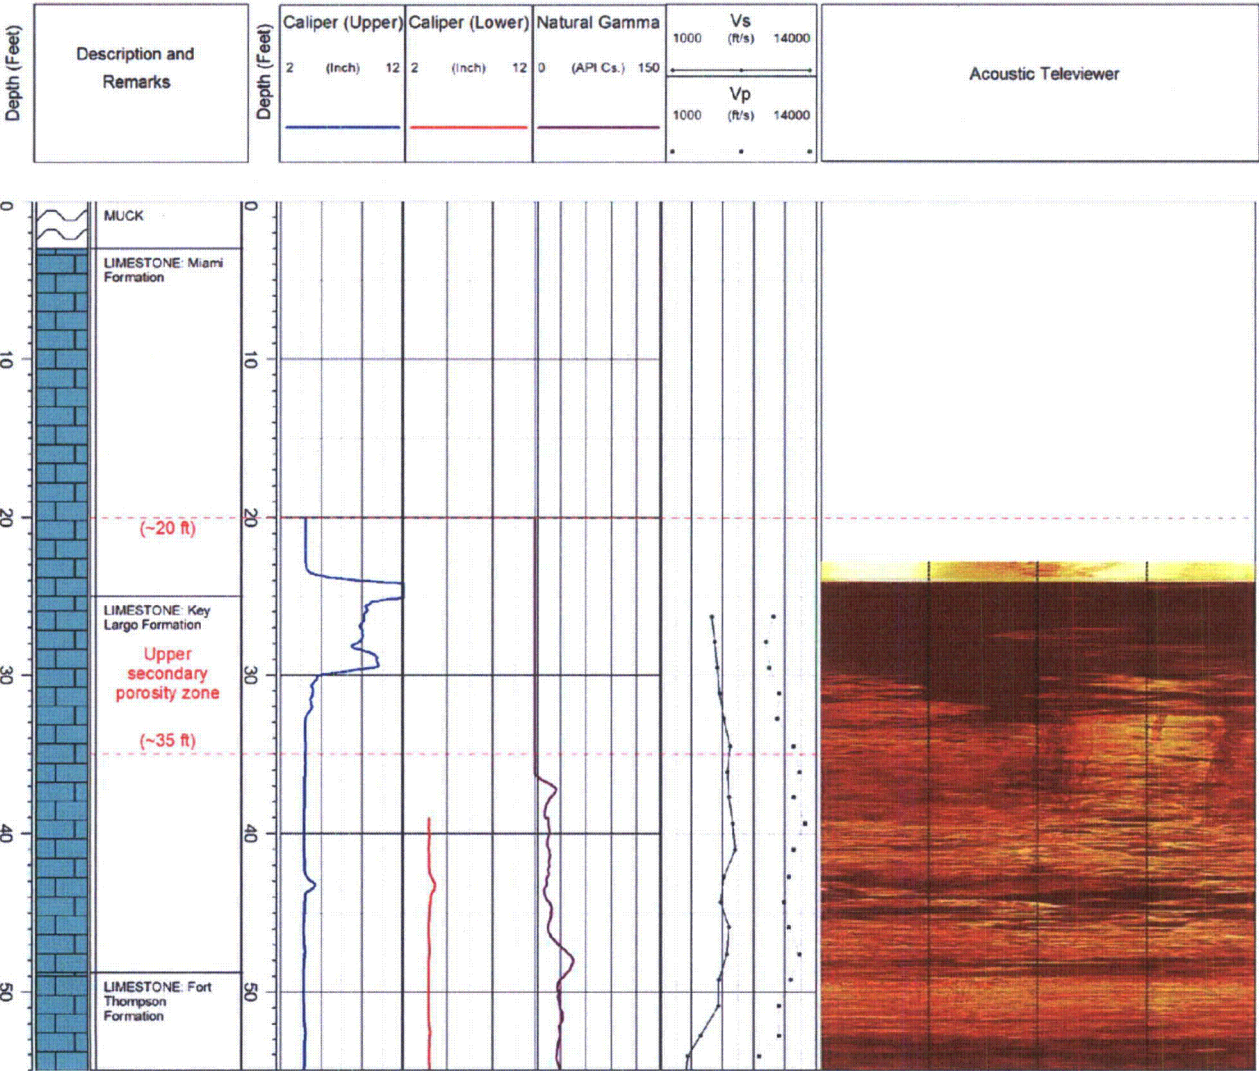 Depth (Feet)
Description and
Remarks
Depth (Feet)
Caliper (Upper)
2 (Inch) 12
Caliper (Lower)
2 (Inch) 12
Natural Gamma
0 (API Cs.) 150
Vs
1000 (ft/s) 14000
Vp
1000 (ft/s) 14000
Acoustic Televiewer
0
MUCK
0
LIMESTONE: Miami
Formation
10
10
20
(~20 ft)
20
LIMESTONE: Key
Largo Formation
Upper
secondary
porosity zone
30
30
(~35 ft)
40
40
LIMESTONE: Fort
Thompson
Formation
50
50